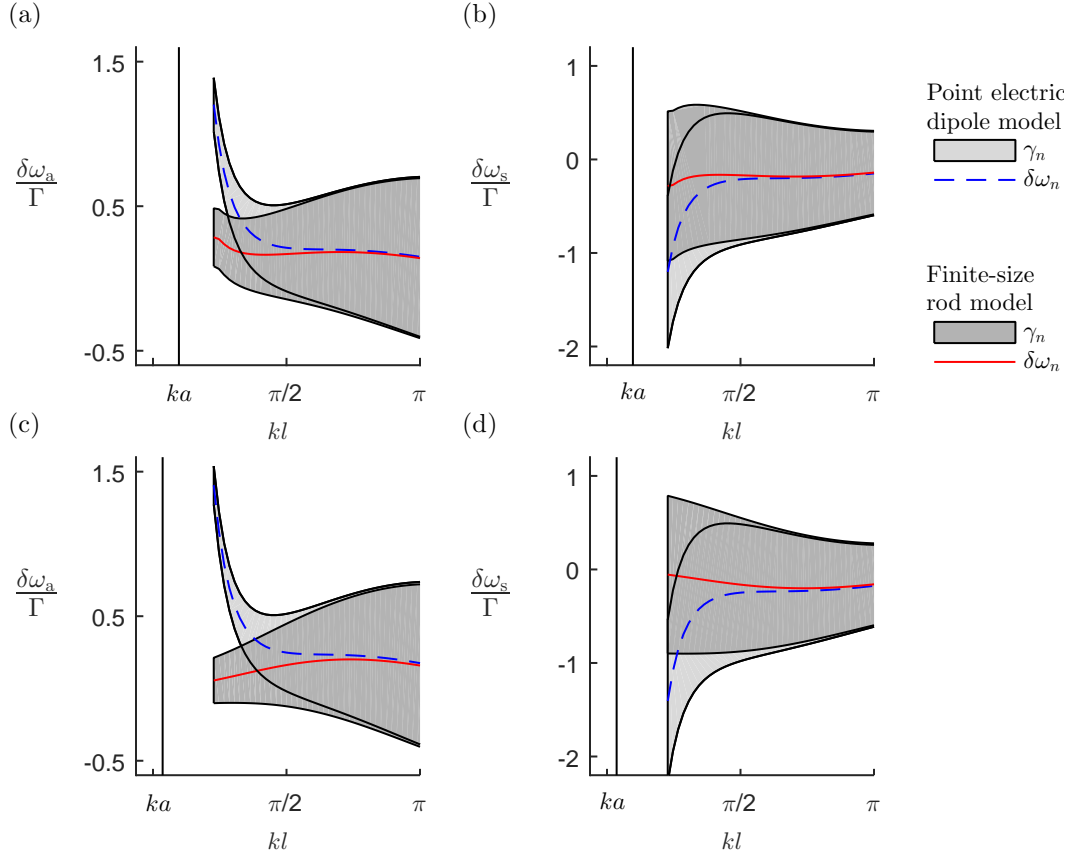 (a)
(b)
1.5
0.5
-0.5
δωₐ/Γ
ka
π/2
π
kl
1
0
-1
-2
δωₛ/Γ
ka
π/2
π
kl
Point electric
dipole model
γₙ
δωₙ
Finite-size
rod model
γₙ
δωₙ
(c)
(d)
1.5
0.5
-0.5
δωₐ/Γ
ka
π/2
π
kl
1
0
-1
-2
δωₛ/Γ
ka
π/2
π
kl